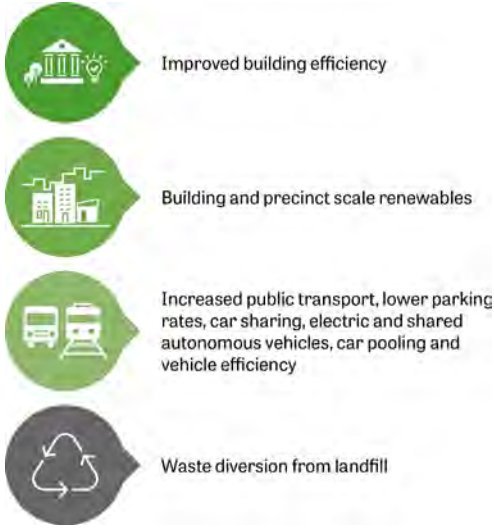 Improved building efficiency
Building and precinct scale renewables
Increased public transport, lower parking
rates, car sharing, electric and shared
autonomous vehicles, car pooling and
vehicle efficiency
Waste diversion from landfill